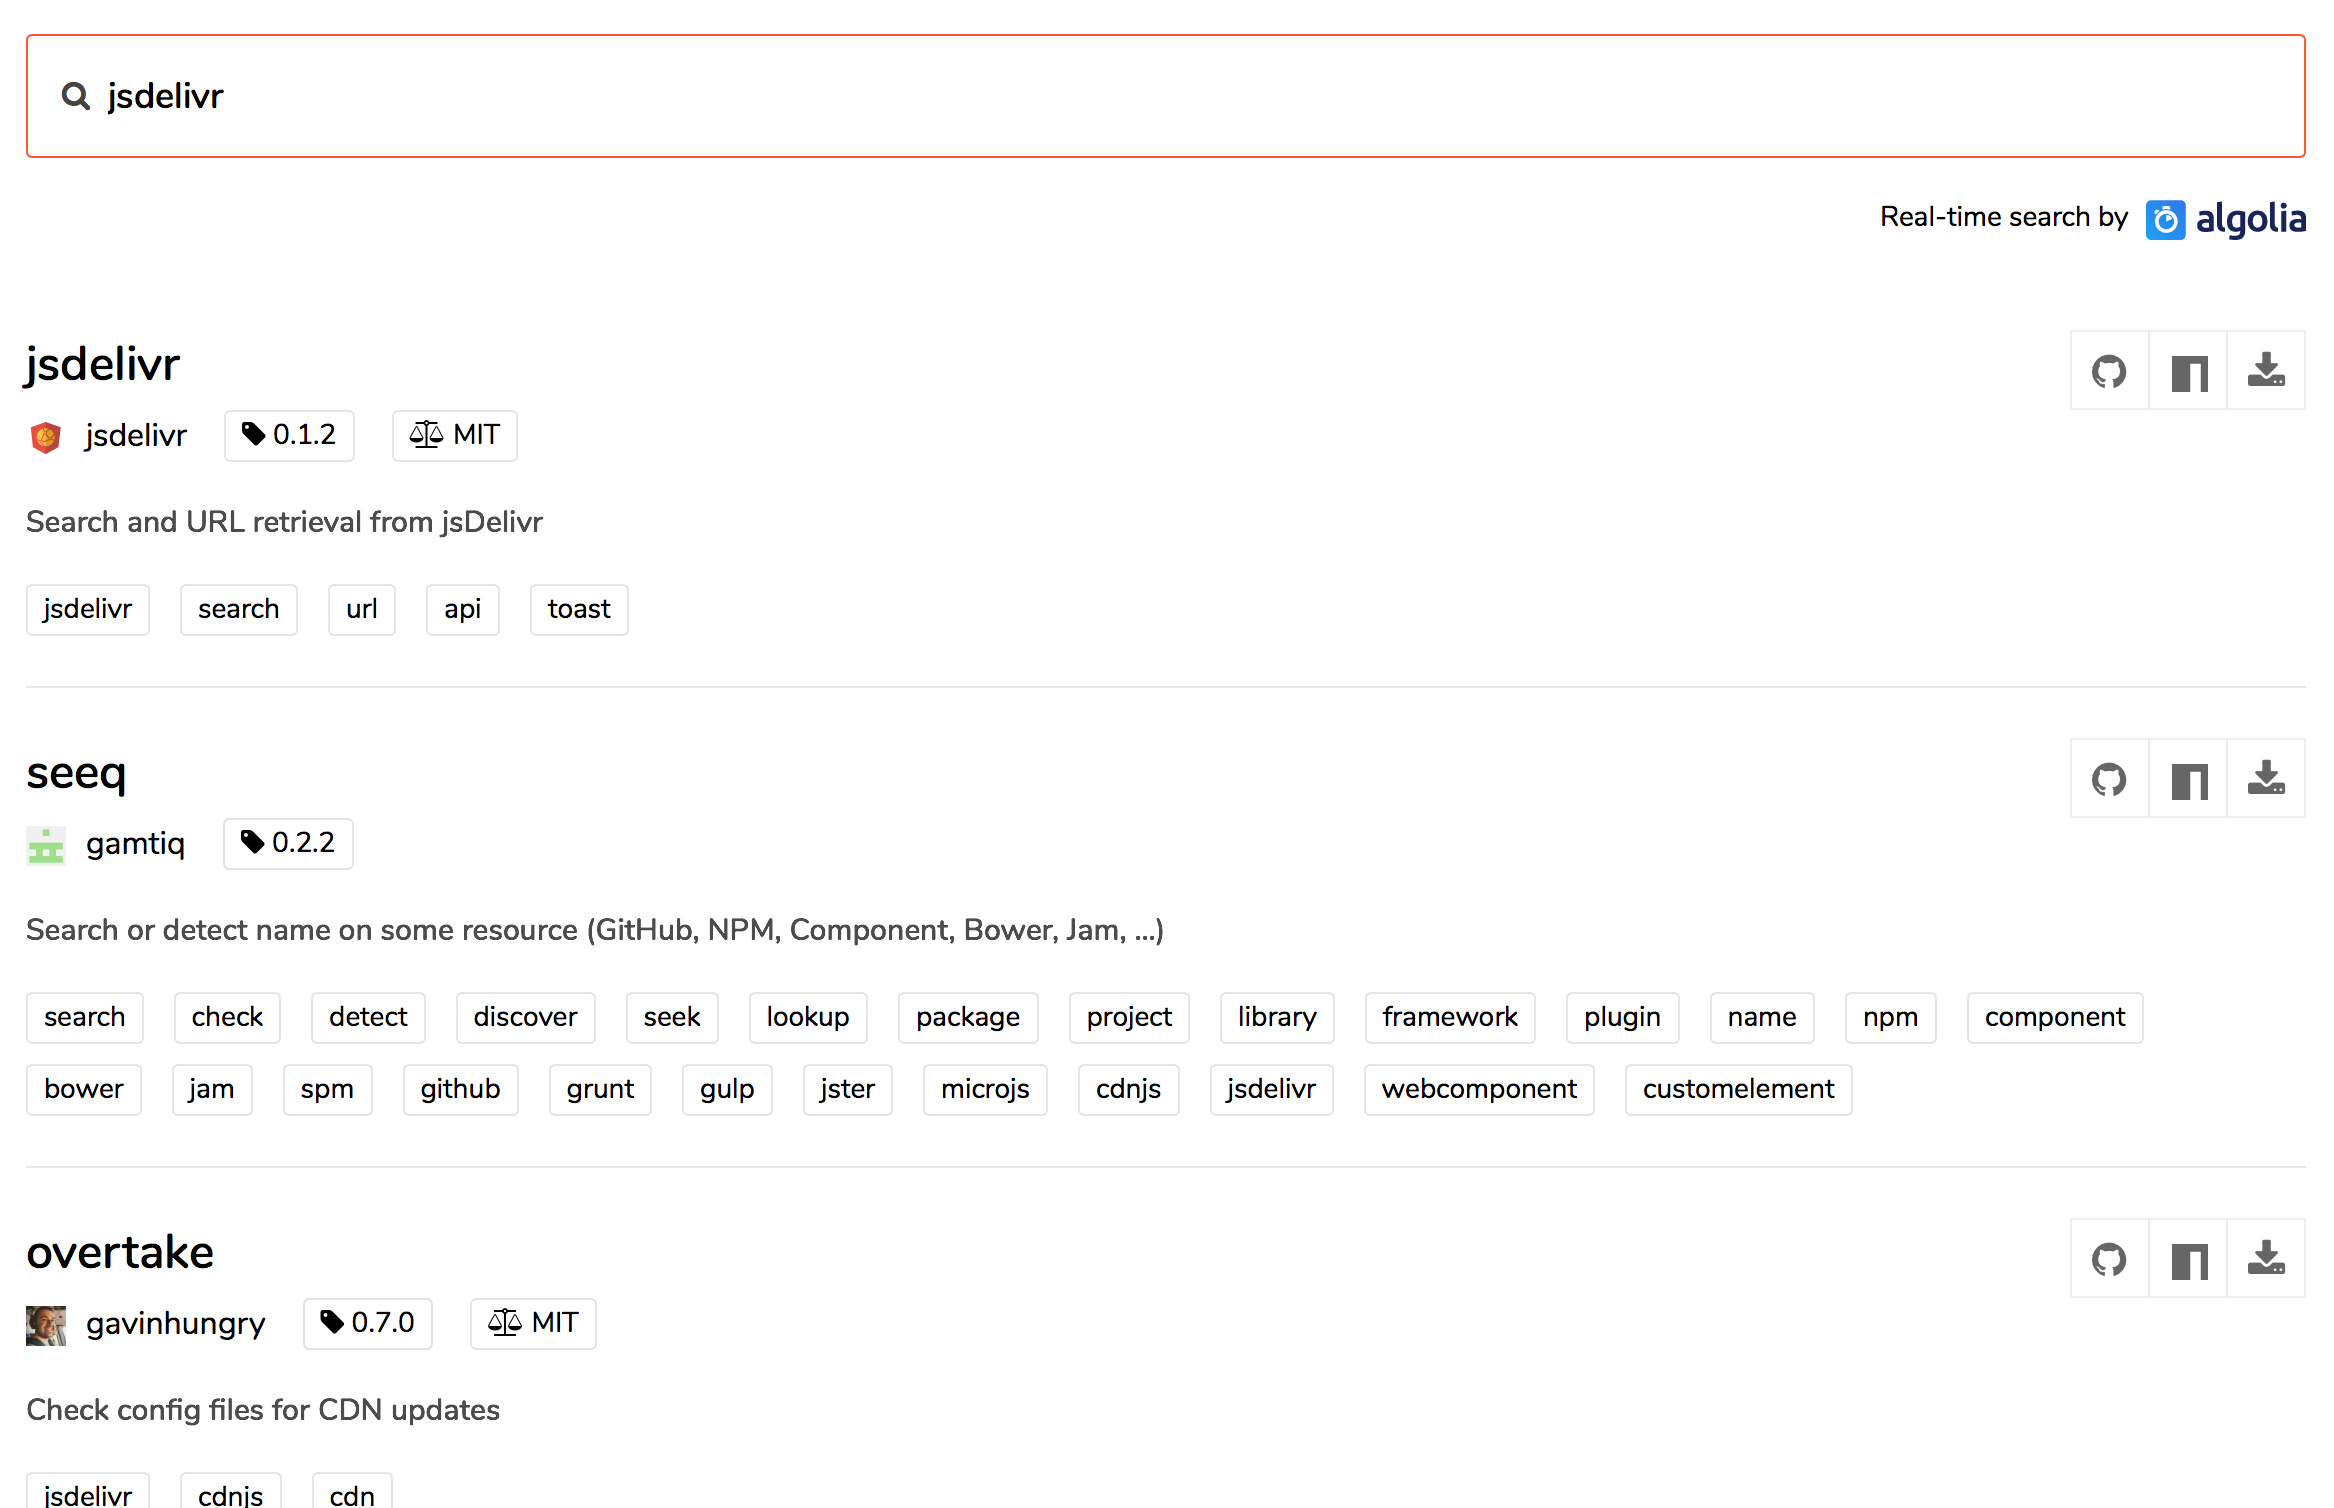 jsdelivr
Real-time search by algolia
jsdelivr
jsdelivr 0.1.2 MIT
Search and URL retrieval from jsDelivr
jsdelivr search url api toast
seeq
gamtiq 0.2.2
Search or detect name on some resource (GitHub, NPM, Component, Bower, Jam, ...)
search check detect discover seek lookup package project library framework plugin name npm component
bower jam spm github grunt gulp jster microjs cdnjs jsdelivr webcomponent customelement
overtake
gavinhungry 0.7.0 MIT
Check config files for CDN updates
jsdelivr cdnjs cdn